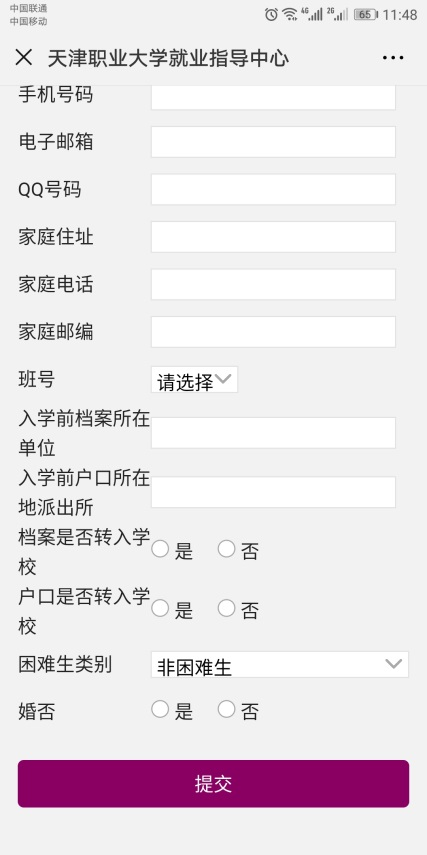 中国联通
中国移动
4G 2G 65 11:48
天津职业大学就业指导中心
手机号码
电子邮箱
QQ号码
家庭住址
家庭电话
家庭邮编
班号 请选择
入学前档案所在
单位
入学前户口所在
地派出所
档案是否转入学
校 是 否
户口是否转入学
校 是 否
困难生类别 非困难生
婚否 是 否
提交